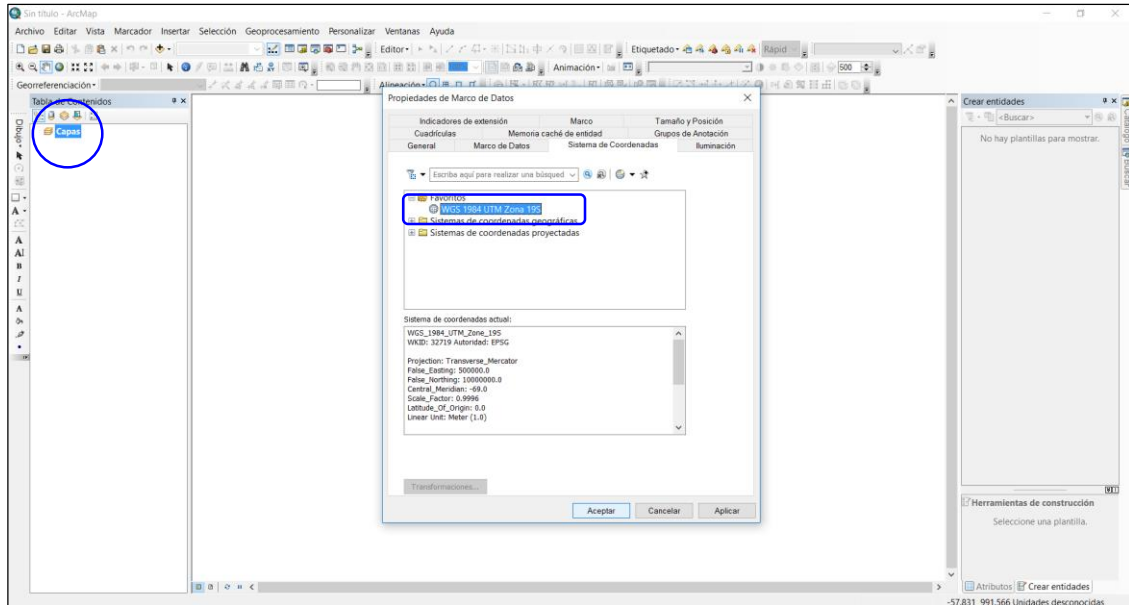 Sin título - ArcMap
Archivo Editar Vista Marcador Insertar Selección Geoprocesamiento Personalizar Ventanas Ayuda
Editor Etiquetado Rápid
Animación 500
Georreferenciación Alineación
Tabla de Contenidos
Capas
Dibujo
Propiedades de Marco de Datos
Indicadores de extensión Marco Tamaño y Posición
Cuadrículas Memoria caché de entidad Grupos de Anotación
General Marco de Datos Sistema de Coordenadas Iluminación
Escriba aquí para realizar una búsqued
Favoritos
WGS 1984 UTM Zona 19S
Sistemas de coordenadas geográficas
Sistemas de coordenadas proyectadas
Sistema de coordenadas actual:
WGS_1984_UTM_Zone_19S
WKID: 32719 Autoridad: EPSG
Projection: Transverse_Mercator
False_Easting: 500000.0
False_Northing: 10000000.0
Central_Meridian: -69.0
Scale_Factor: 0.9996
Latitude_Of_Origin: 0.0
Linear Unit: Meter (1.0)
Transformaciones...
Aceptar Cancelar Aplicar
Crear entidades
<Buscar>
No hay plantillas para mostrar.
Catálogo
Buscar
Herramientas de construcción
Seleccione una plantilla.
Atributos Crear entidades
-57,831 991,566 Unidades desconocidas